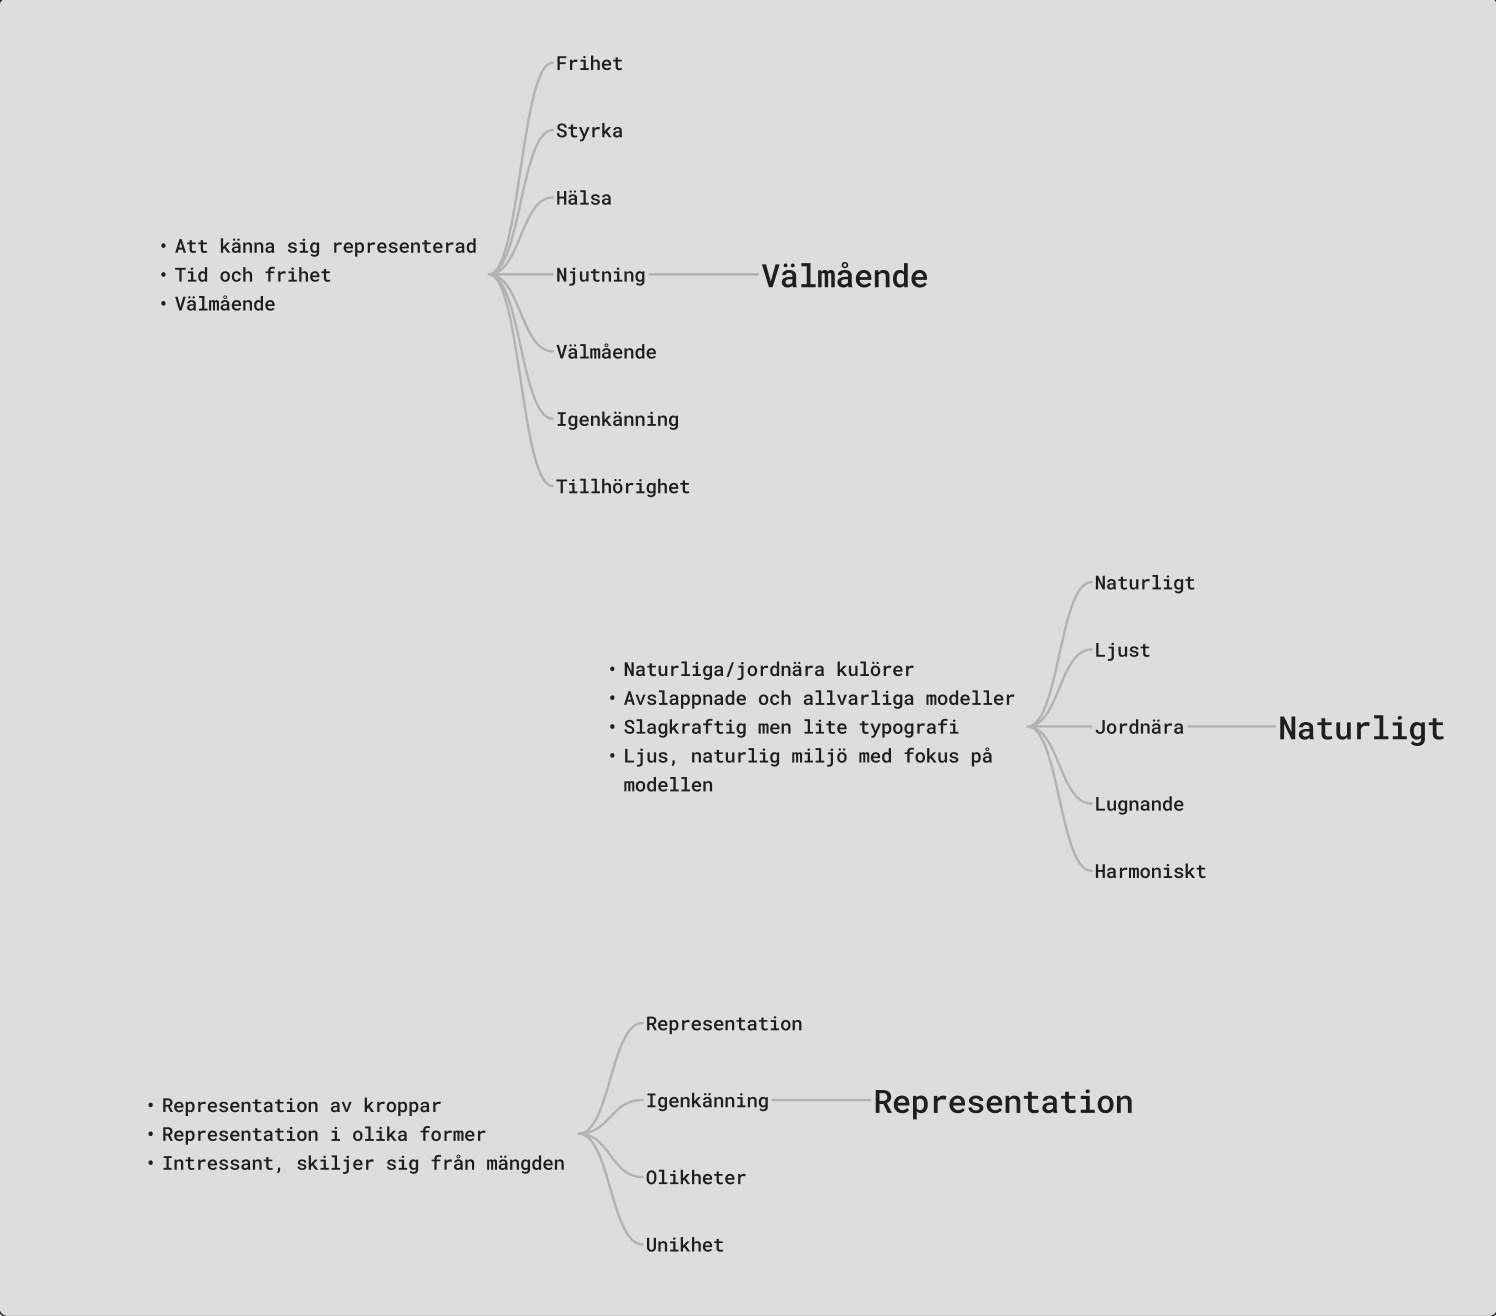 • Att känna sig representerad
• Tid och frihet
• Välmående
Frihet
Styrka
Hälsa
Njutning
Välmående
Igenkänning
Tillhörighet
Välmående
• Naturliga/jordnära kulörer
• Avslappnade och allvarliga modeller
• Slagkraftig men lite typografi
• Ljus, naturlig miljö med fokus på
modellen
Naturligt
Ljust
Jordnära
Lugnande
Harmoniskt
Naturligt
• Representation av kroppar
• Representation i olika former
• Intressant, skiljer sig från mängden
Representation
Igenkänning
Olikheter
Unikhet
Representation